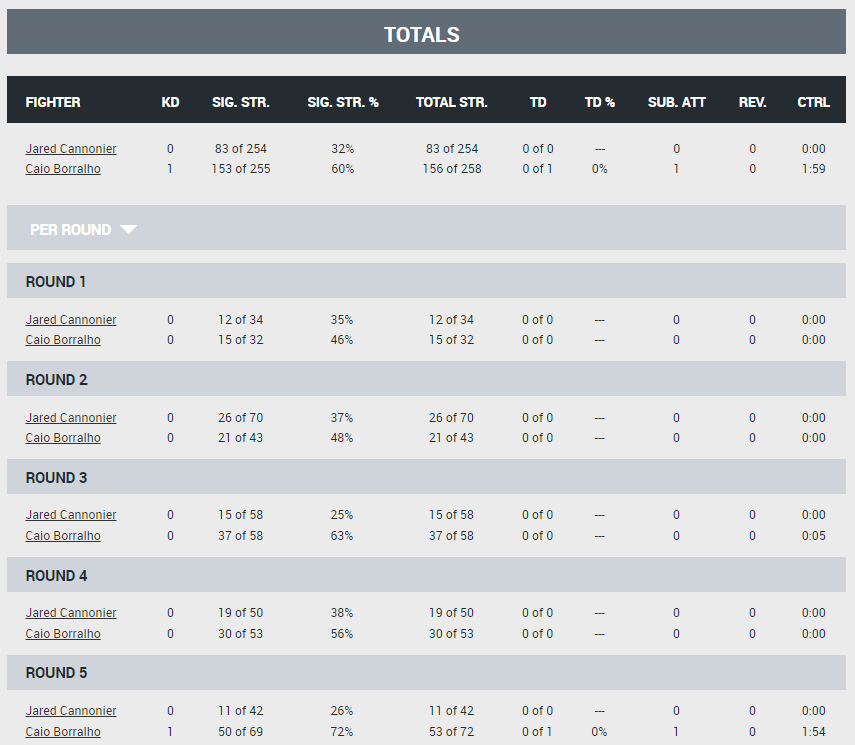 TOTALS
FIGHTER KD SIG. STR. SIG. STR. % TOTAL STR. TD TD % SUB. ATT REV. CTRL
Jared Cannonier 0 83 of 254 32% 83 of 254 0 of 0 --- 0 0 0:00
Caio Borralho 1 153 of 255 60% 156 of 258 0 of 1 0% 1 0 1:59
PER ROUND
ROUND 1
Jared Cannonier 0 12 of 34 35% 12 of 34 0 of 0 --- 0 0 0:00
Caio Borralho 0 15 of 32 46% 15 of 32 0 of 0 --- 0 0 0:00
ROUND 2
Jared Cannonier 0 26 of 70 37% 26 of 70 0 of 0 --- 0 0 0:00
Caio Borralho 0 21 of 43 48% 21 of 43 0 of 0 --- 0 0 0:00
ROUND 3
Jared Cannonier 0 15 of 58 25% 15 of 58 0 of 0 --- 0 0 0:00
Caio Borralho 0 37 of 58 63% 37 of 58 0 of 0 --- 0 0 0:05
ROUND 4
Jared Cannonier 0 19 of 50 38% 19 of 50 0 of 0 --- 0 0 0:00
Caio Borralho 0 30 of 53 56% 30 of 53 0 of 0 --- 0 0 0:00
ROUND 5
Jared Cannonier 0 11 of 42 26% 11 of 42 0 of 0 --- 0 0 0:00
Caio Borralho 1 50 of 69 72% 53 of 72 0 of 1 0% 1 0 1:54